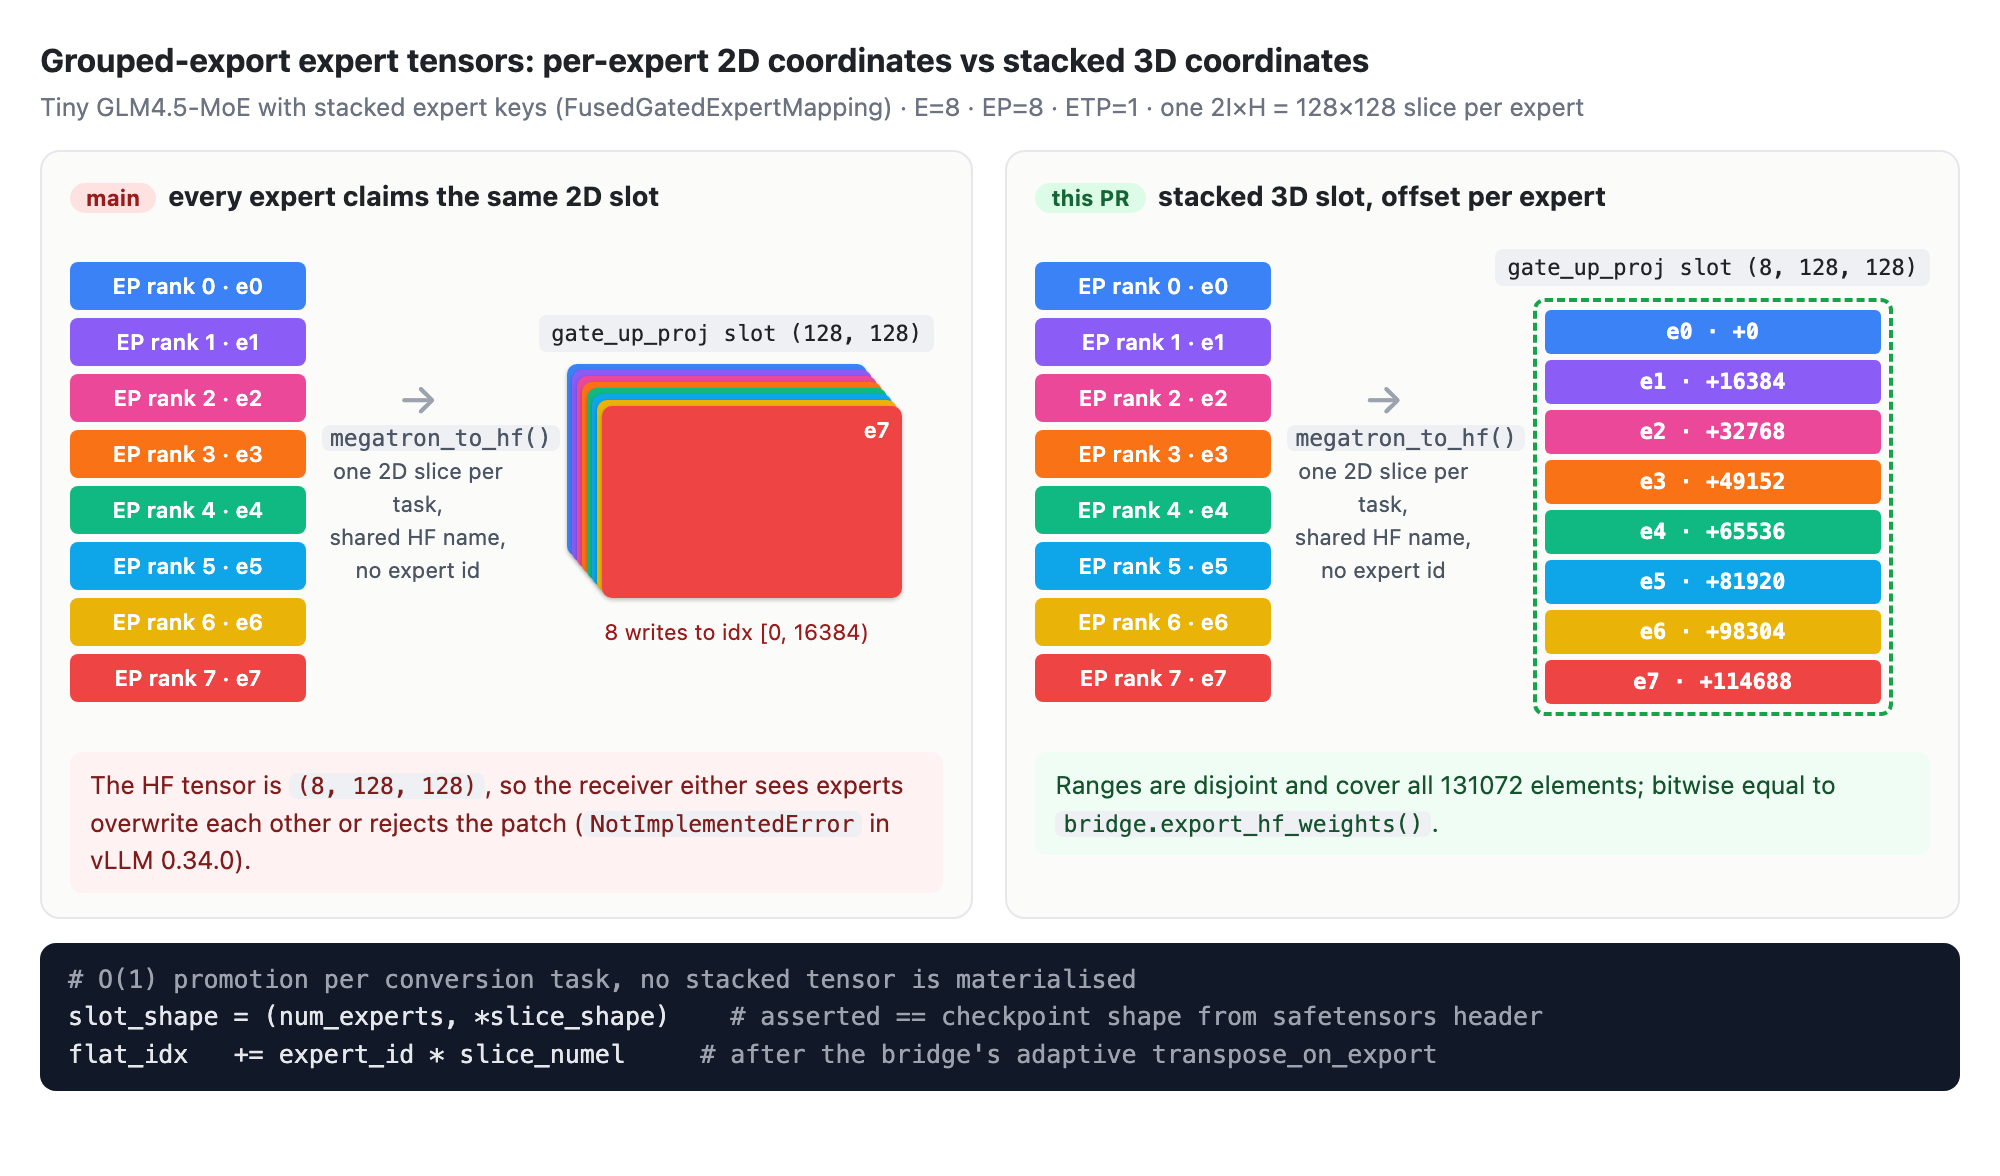 Grouped-export expert tensors: per-expert 2D coordinates vs stacked 3D coordinates
Tiny GLM4.5-MoE with stacked expert keys (FusedGatedExpertMapping) · E=8 · EP=8 · ETP=1 · one 2I×H = 128×128 slice per expert
main every expert claims the same 2D slot
EP rank 0 · e0
EP rank 1 · e1
EP rank 2 · e2
EP rank 3 · e3
EP rank 4 · e4
EP rank 5 · e5
EP rank 6 · e6
EP rank 7 · e7
→
megatron_to_hf()
one 2D slice per
task,
shared HF name,
no expert id
gate_up_proj slot (128, 128)
e7
8 writes to idx [0, 16384)
The HF tensor is (8, 128, 128), so the receiver either sees experts
overwrite each other or rejects the patch (NotImplementedError in
vLLM 0.34.0).
this PR stacked 3D slot, offset per expert
EP rank 0 · e0
EP rank 1 · e1
EP rank 2 · e2
EP rank 3 · e3
EP rank 4 · e4
EP rank 5 · e5
EP rank 6 · e6
EP rank 7 · e7
→
megatron_to_hf()
one 2D slice per
task,
shared HF name,
no expert id
gate_up_proj slot (8, 128, 128)
e0 · +0
e1 · +16384
e2 · +32768
e3 · +49152
e4 · +65536
e5 · +81920
e6 · +98304
e7 · +114688
Ranges are disjoint and cover all 131072 elements; bitwise equal to
bridge.export_hf_weights().
# O(1) promotion per conversion task, no stacked tensor is materialised
slot_shape = (num_experts, *slice_shape)    # asserted == checkpoint shape from safetensors header
flat_idx   += expert_id * slice_numel     # after the bridge's adaptive transpose_on_export